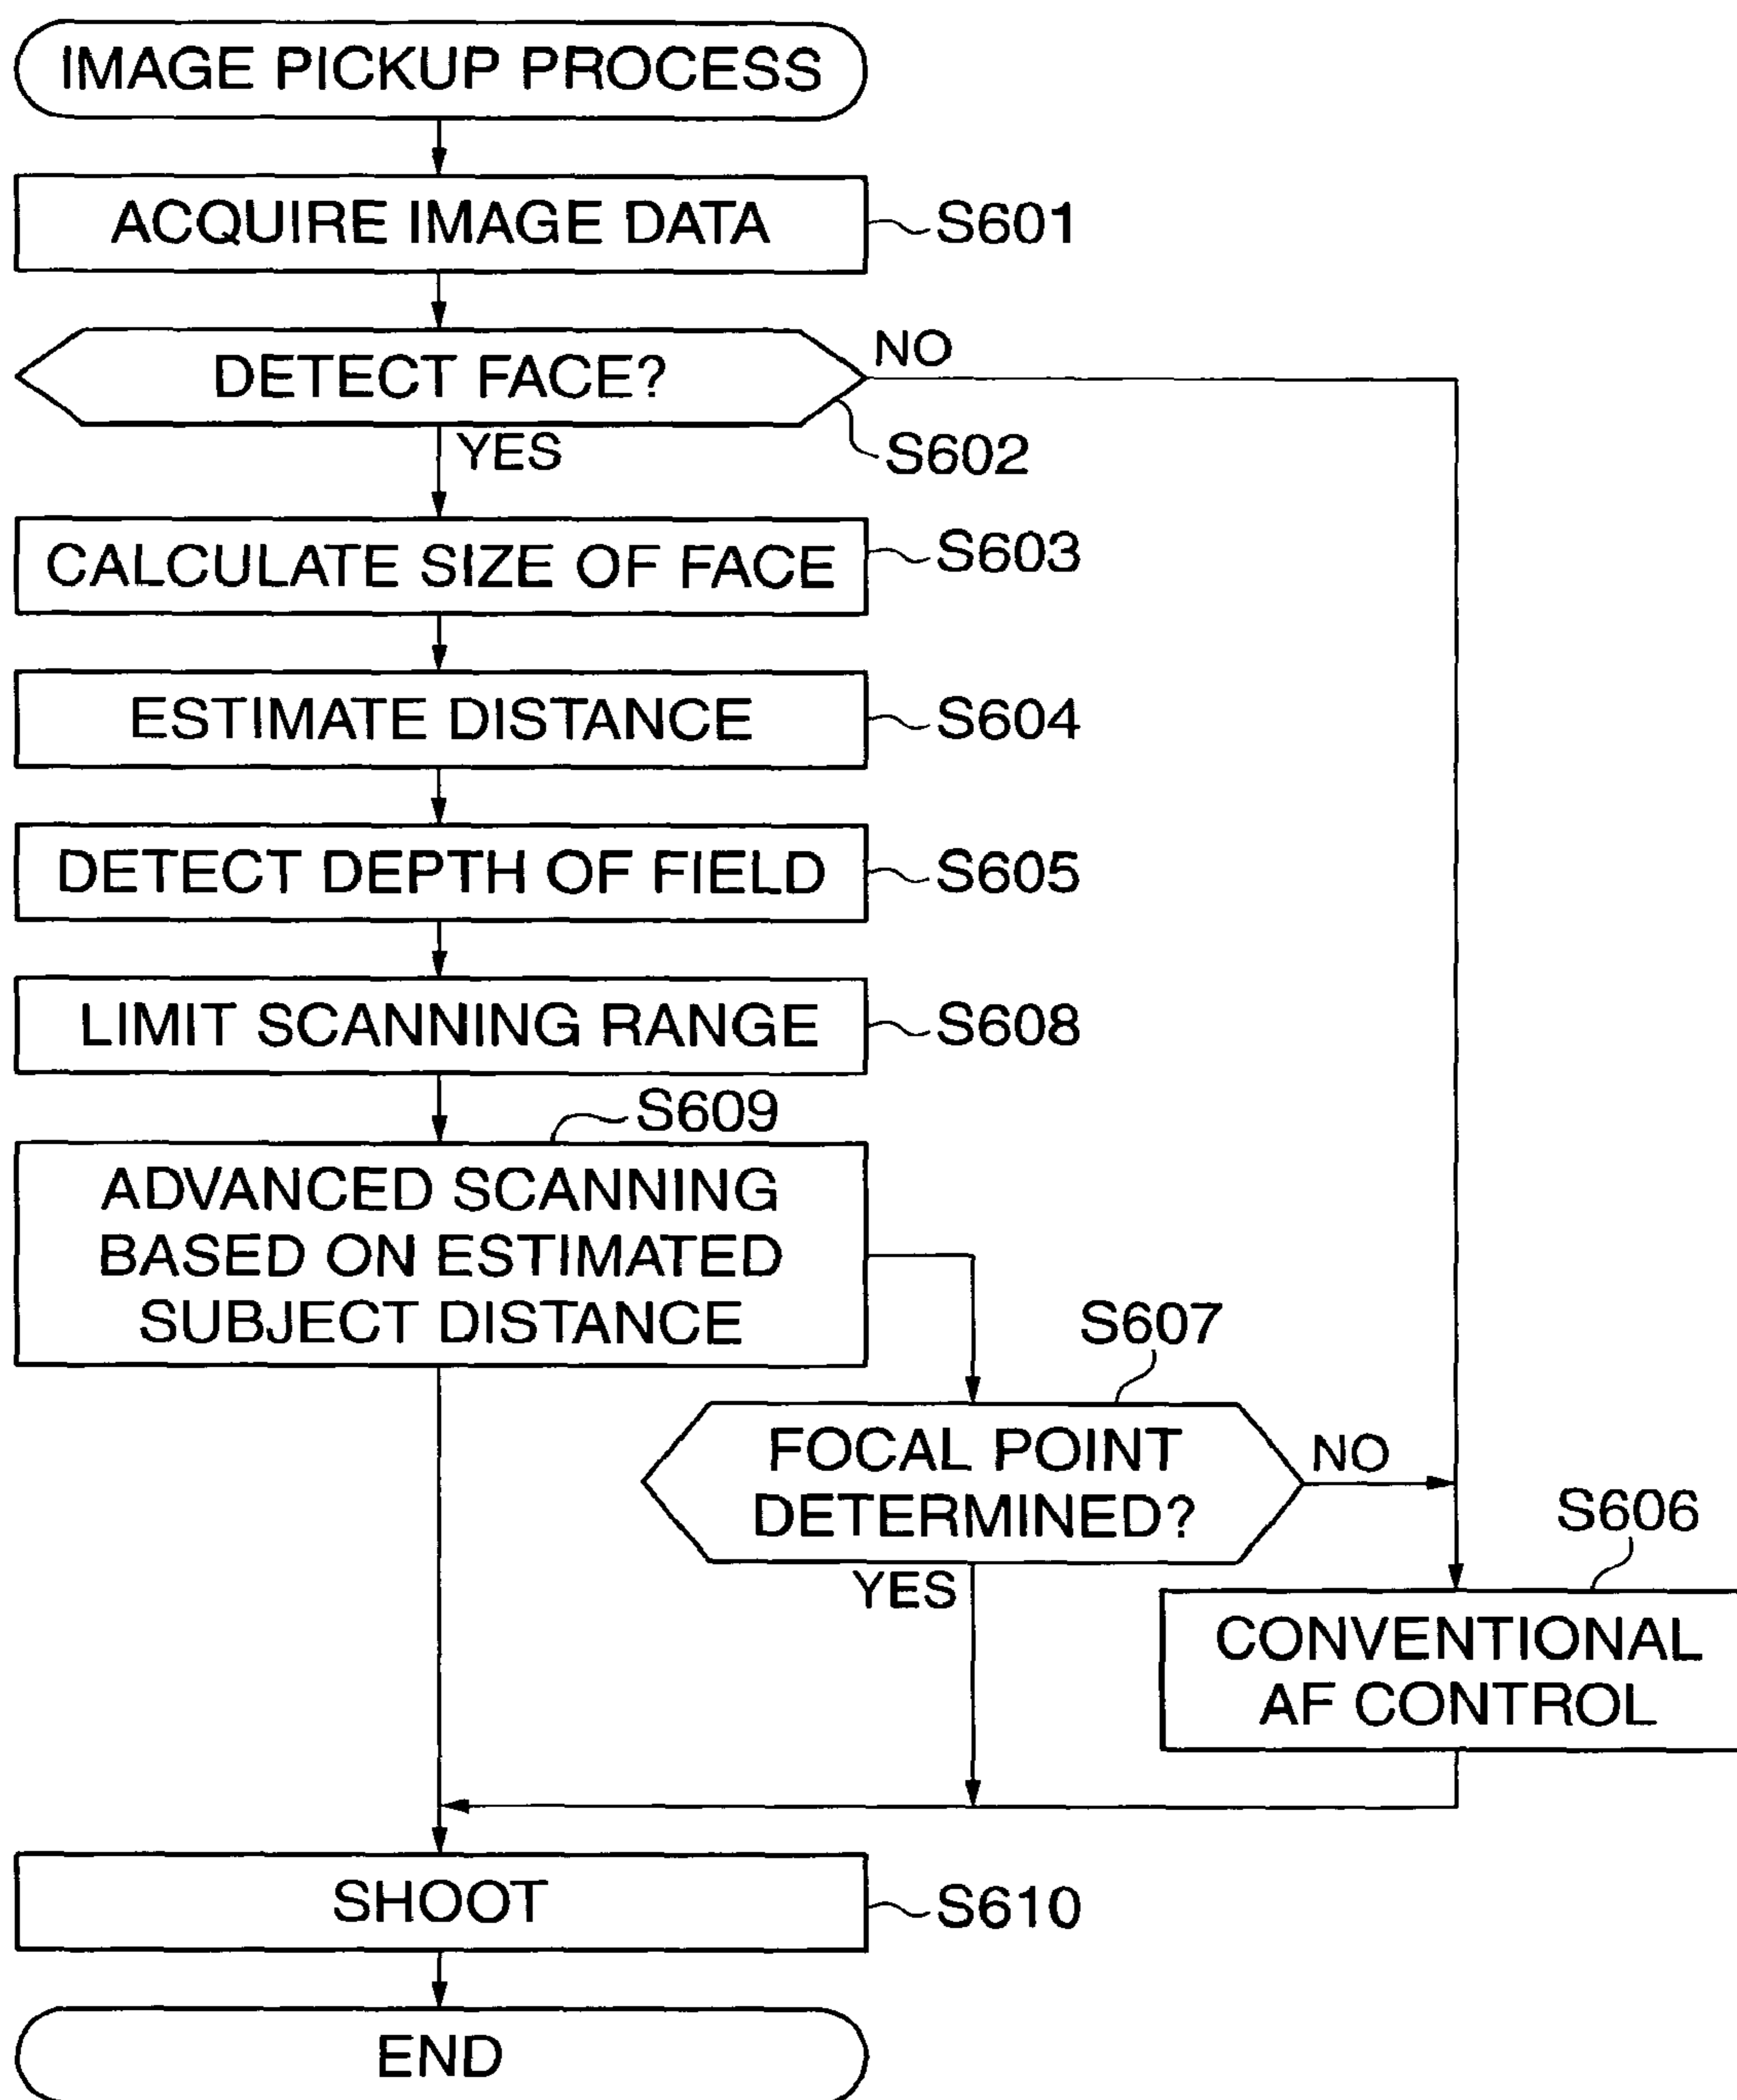 IMAGE PICKUP PROCESS
ACQUIRE IMAGE DATA
S601
DETECT FACE?
NO
S602
YES
CALCULATE SIZE OF FACE
S603
ESTIMATE DISTANCE
S604
DETECT DEPTH OF FIELD
S605
LIMIT SCANNING RANGE
S608
S609
ADVANCED SCANNING
BASED ON ESTIMATED
SUBJECT DISTANCE
S607
FOCAL POINT
DETERMINED?
NO
YES
S606
CONVENTIONAL
AF CONTROL
SHOOT
S610
END